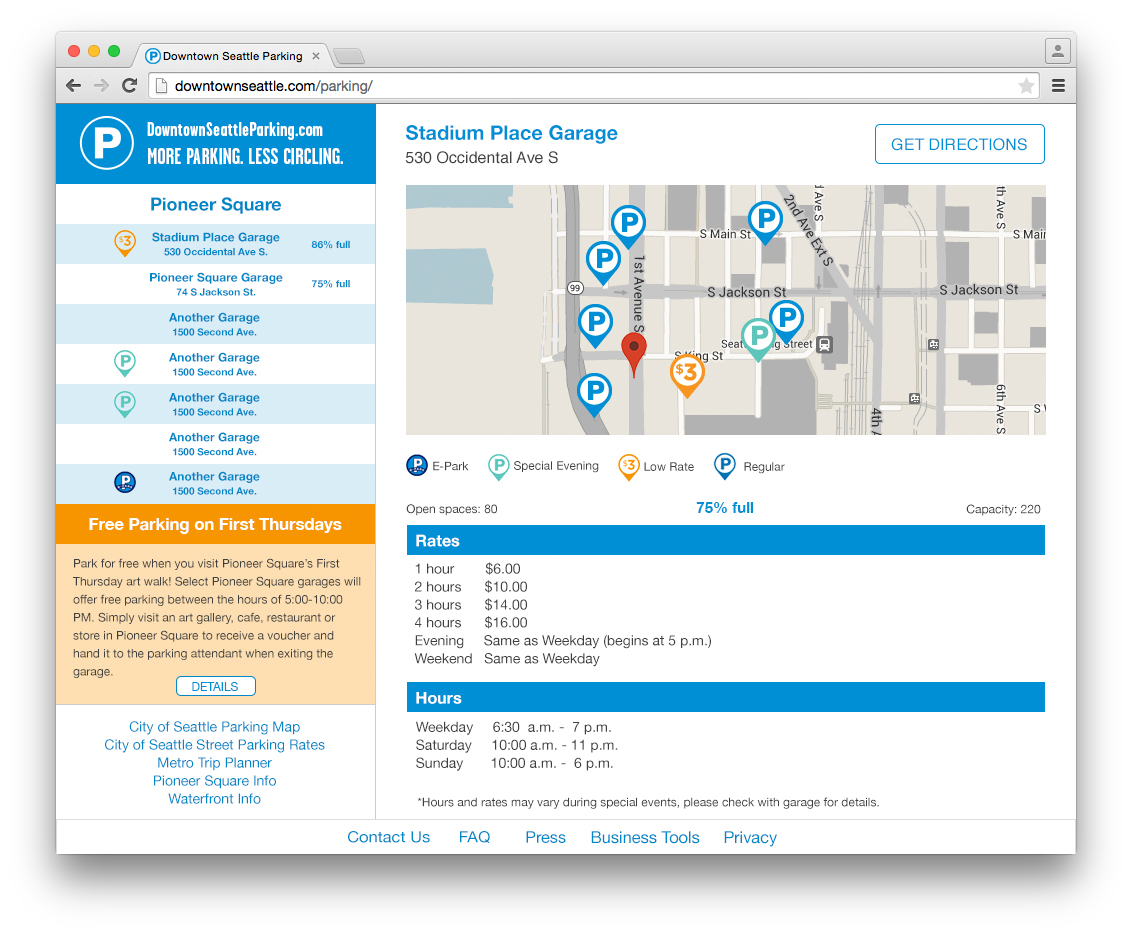 Downtown Seattle Parking
downtownseattle.com/parking/
DowntownSeattleParking.com
MORE PARKING. LESS CIRCLING.
Pioneer Square
$3
Stadium Place Garage
530 Occidental Ave S.
86% full
Pioneer Square Garage
74 S Jackson St.
75% full
Another Garage
1500 Second Ave.
P
Another Garage
1500 Second Ave.
P
Another Garage
1500 Second Ave.
Another Garage
1500 Second Ave.
P
Another Garage
1500 Second Ave.
Free Parking on First Thursdays
Park for free when you visit Pioneer Square's First
Thursday art walk! Select Pioneer Square garages will
offer free parking between the hours of 5:00-10:00
PM. Simply visit an art gallery, cafe, restaurant or
store in Pioneer Square to receive a voucher and
hand it to the parking attendant when exiting the
garage.
DETAILS
City of Seattle Parking Map
City of Seattle Street Parking Rates
Metro Trip Planner
Pioneer Square Info
Waterfront Info
Stadium Place Garage
530 Occidental Ave S
GET DIRECTIONS
P
P
S Main St
2nd Ave Ext S
d Ave S
th Ave S
S Mai
P
1st Avenue S
99
S Jackson St
S Jackson St
P
P
P
Seat
g Street
S King St
$3
P
4th A
6th Ave S
S W
E-Park
P
Special Evening
$3
Low Rate
P
Regular
Open spaces: 80
75% full
Capacity: 220
Rates
1 hour $6.00
2 hours $10.00
3 hours $14.00
4 hours $16.00
Evening Same as Weekday (begins at 5 p.m.)
Weekend Same as Weekday
Hours
Weekday 6:30 a.m. - 7 p.m.
Saturday 10:00 a.m. - 11 p.m.
Sunday 10:00 a.m. - 6 p.m.
*Hours and rates may vary during special events, please check with garage for details.
Contact Us FAQ Press Business Tools Privacy